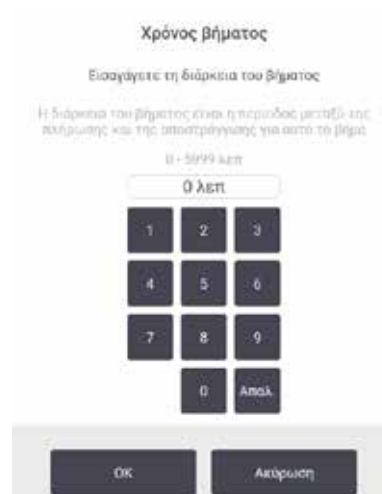 Χρόνος βήματος
Εισαγάγετε τη διάρκεια του βήματος
Η διάρκεια του βήματος είναι η περίοδος μεταξύ της
πλήρωσης και της αποστράγγισης για αυτό το βήμα
0 - 5999 λεπ
0 λεπ
1 2 3
4 5 6
7 8 9
0 Απαλ.
OK Ακύρωση